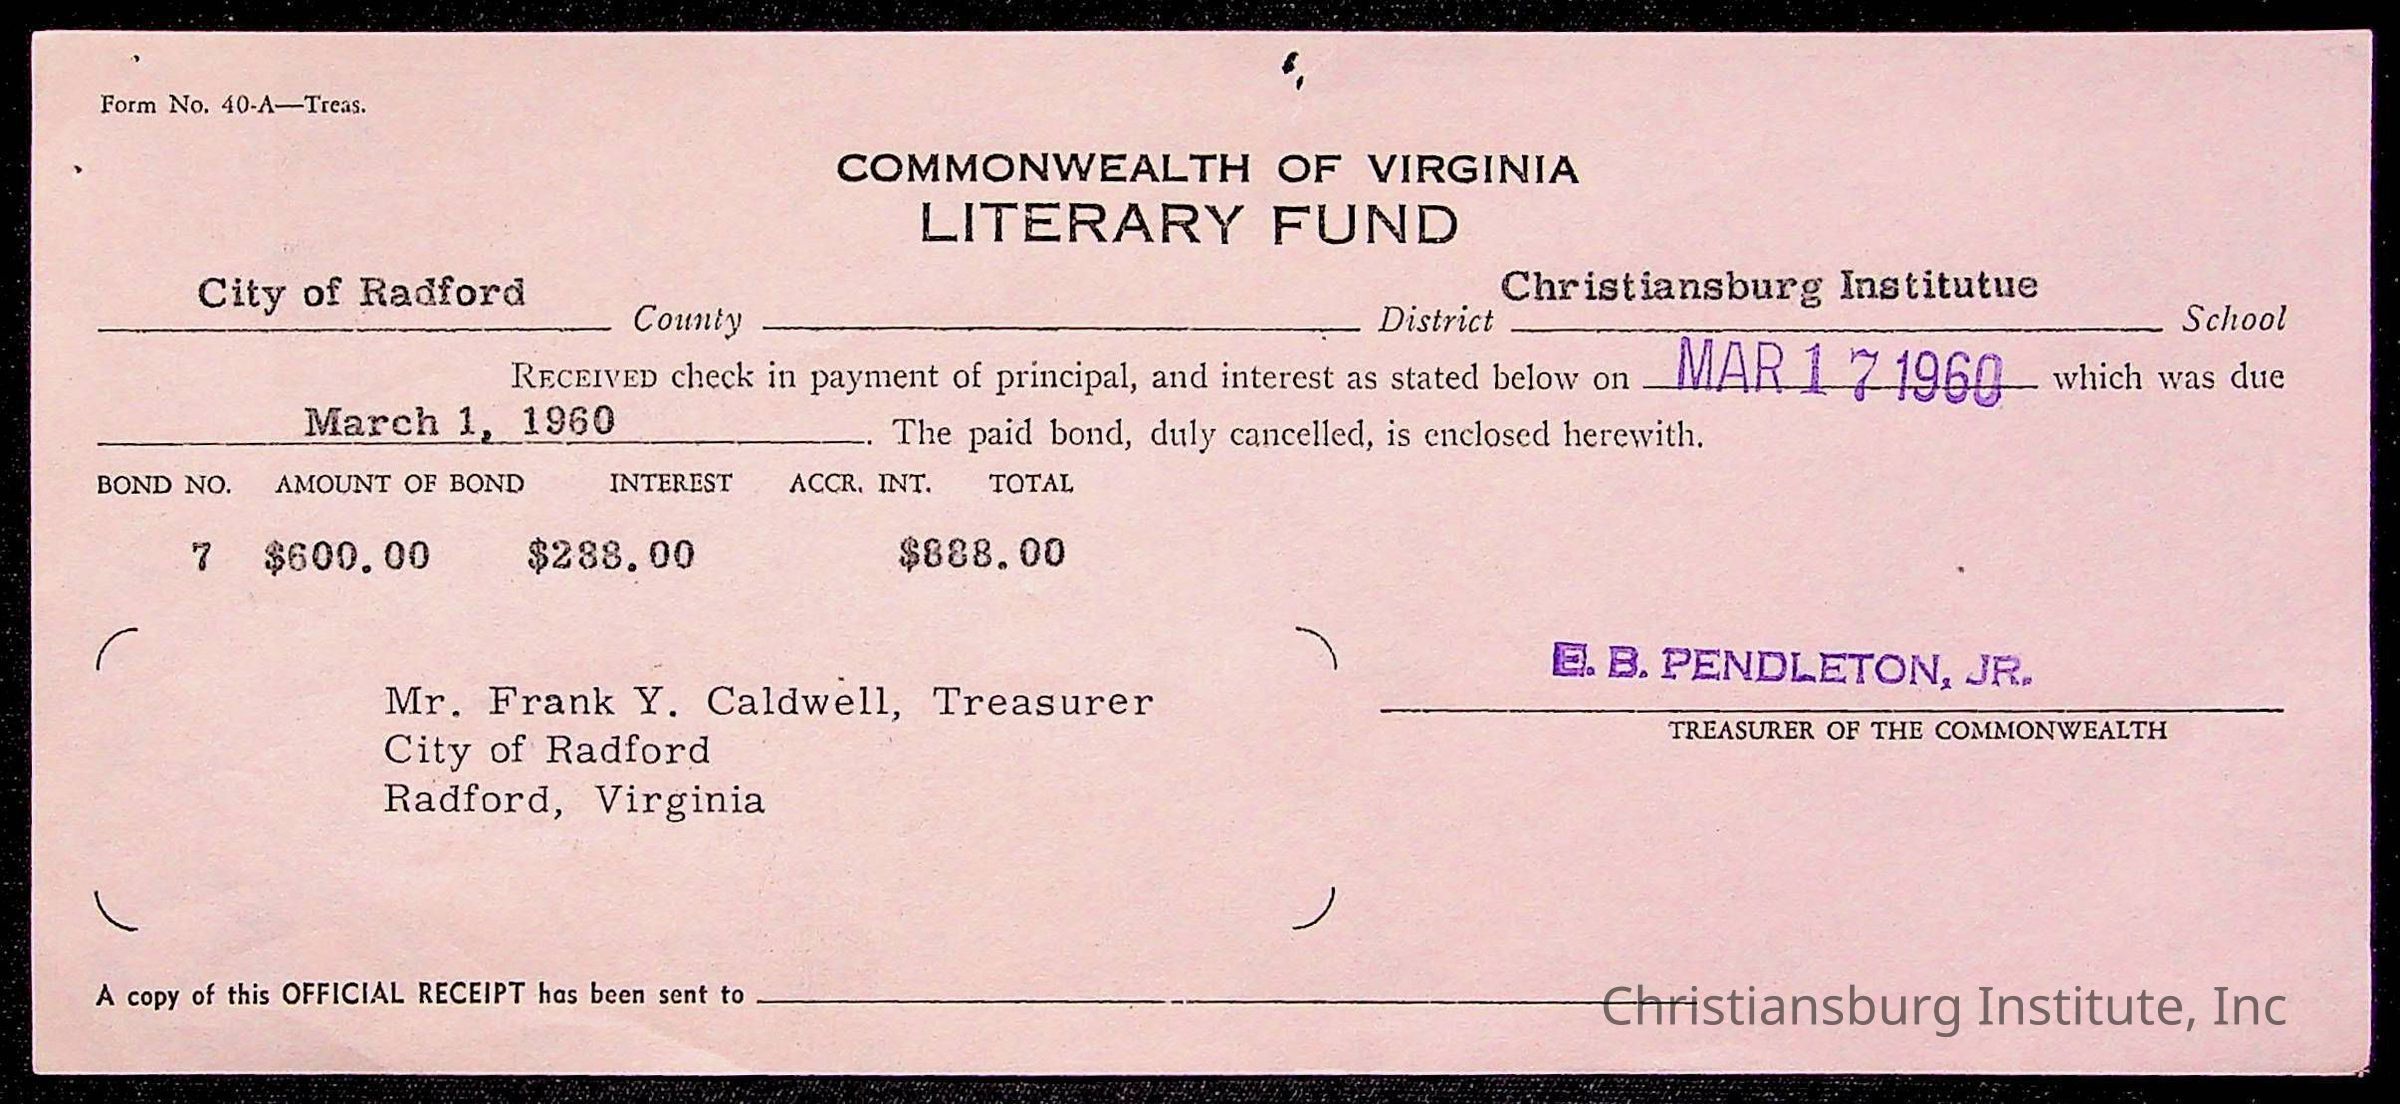 Form No. 40-A—Treas.
COMMONWEALTH OF VIRGINIA
LITERARY FUND
City of Radford County District Christiansburg Institutue School
RECEIVED check in payment of principal, and interest as stated below on MAR 17 1960 which was due
March 1, 1960. The paid bond, duly cancelled, is enclosed herewith.
BOND NO. AMOUNT OF BOND INTEREST ACCR. INT. TOTAL
7 $600.00 $288.00 $888.00
E. B. PENDLETON, JR.
TREASURER OF THE COMMONWEALTH
Mr. Frank Y. Caldwell, Treasurer
City of Radford
Radford, Virginia
A copy of this OFFICIAL RECEIPT has been sent to
Christiansburg Institute, Inc